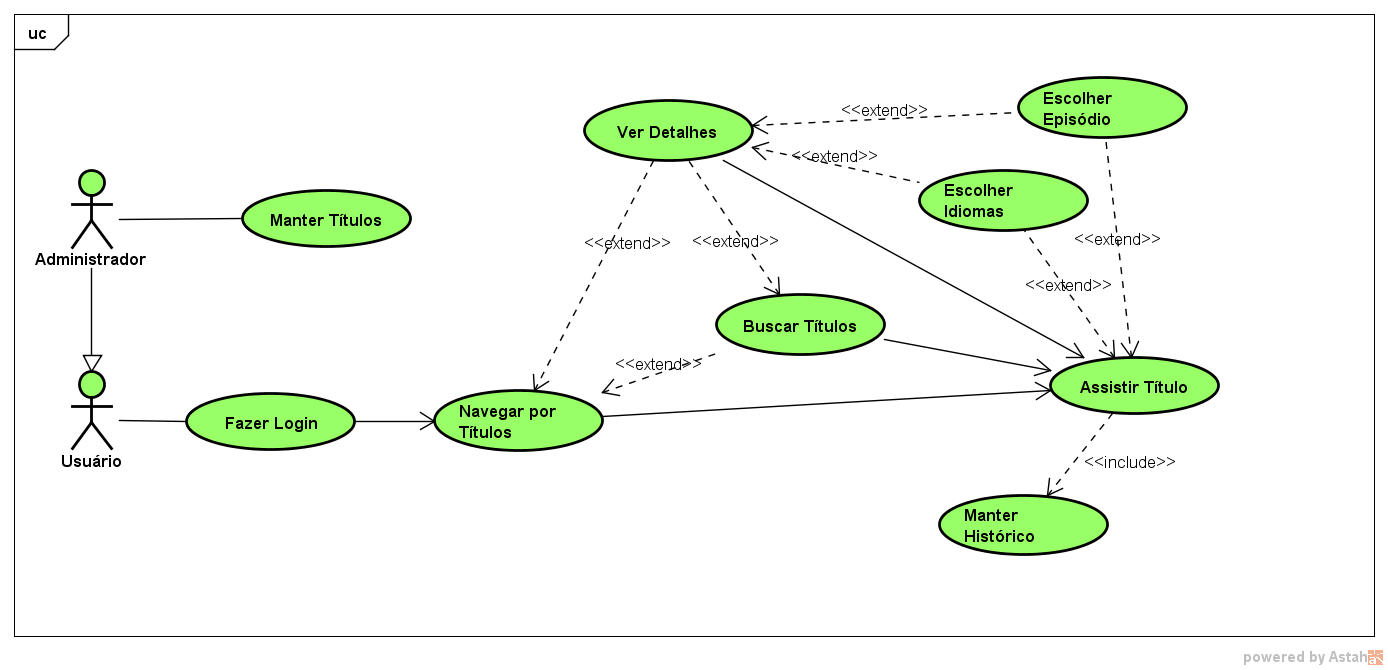 uc
Ver Detalhes
<<extend>>
Escolher
Episódio
<<extend>>
Escolher
Idiomas
Manter Títulos
Administrador
<<extend>>
<<extend>>
<<extend>>
<<extend>>
Buscar Títulos
<<extend>>
Assistir Título
Fazer Login
Navegar por
Títulos
Usuário
<<include>>
Manter
Histórico
powered by Astah